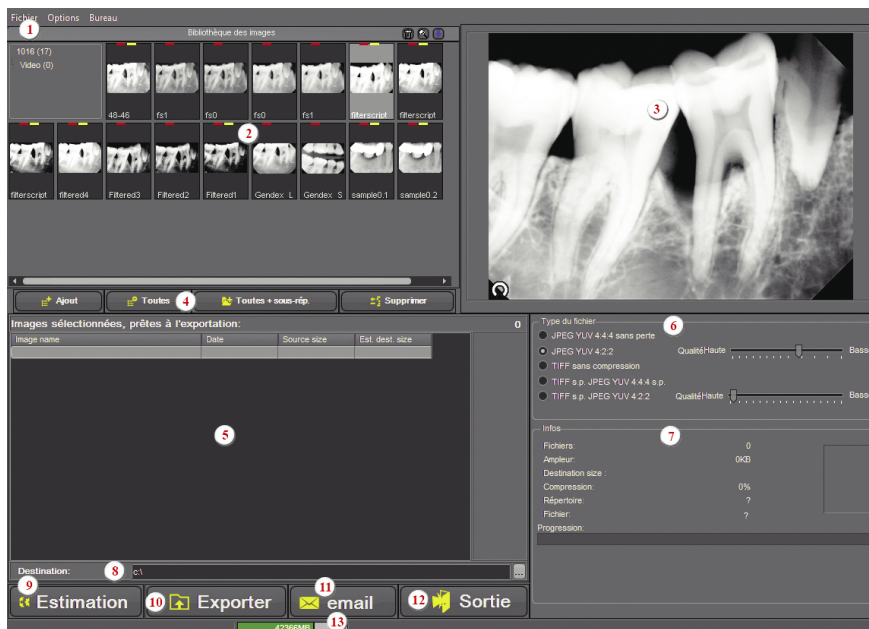 Fichier Options Bureau
1
Bibliothèque des images
1016 (17)
Video (0)
48-46 fs1 fs0 fs0 fs1 filterscript filterscript
2
3
filterscript filtered4 Filtered3 Filtered2 Filtered1 Gendex_L Gendex_S sample0.1 sample0.2
Ajout Toutes 4 Toutes + sous-rép. Supprimer
Images sélectionnées, prêtes à l'exportation: 0
Image name Date Source size Est. dest. size
5
Type du fichier 6
JPEG YUV 4:4:4 sans perte
JPEG YUV 4:2:2 Qualité Haute Basse
TIFF sans compression
TIFF s.p. JPEG YUV 4:4:4 s.p.
TIFF s.p. JPEG YUV 4:2:2 Qualité Haute Basse
Infos 7
Fichiers: 0
Ampleur: 0KB
Destination size :
Compression: 0%
Répertoire: ?
Fichier: ?
Progression:
Destination: 8 c:\ ...
9 Estimation 10 Exporter 11 email 12 Sortie
42366MB 13